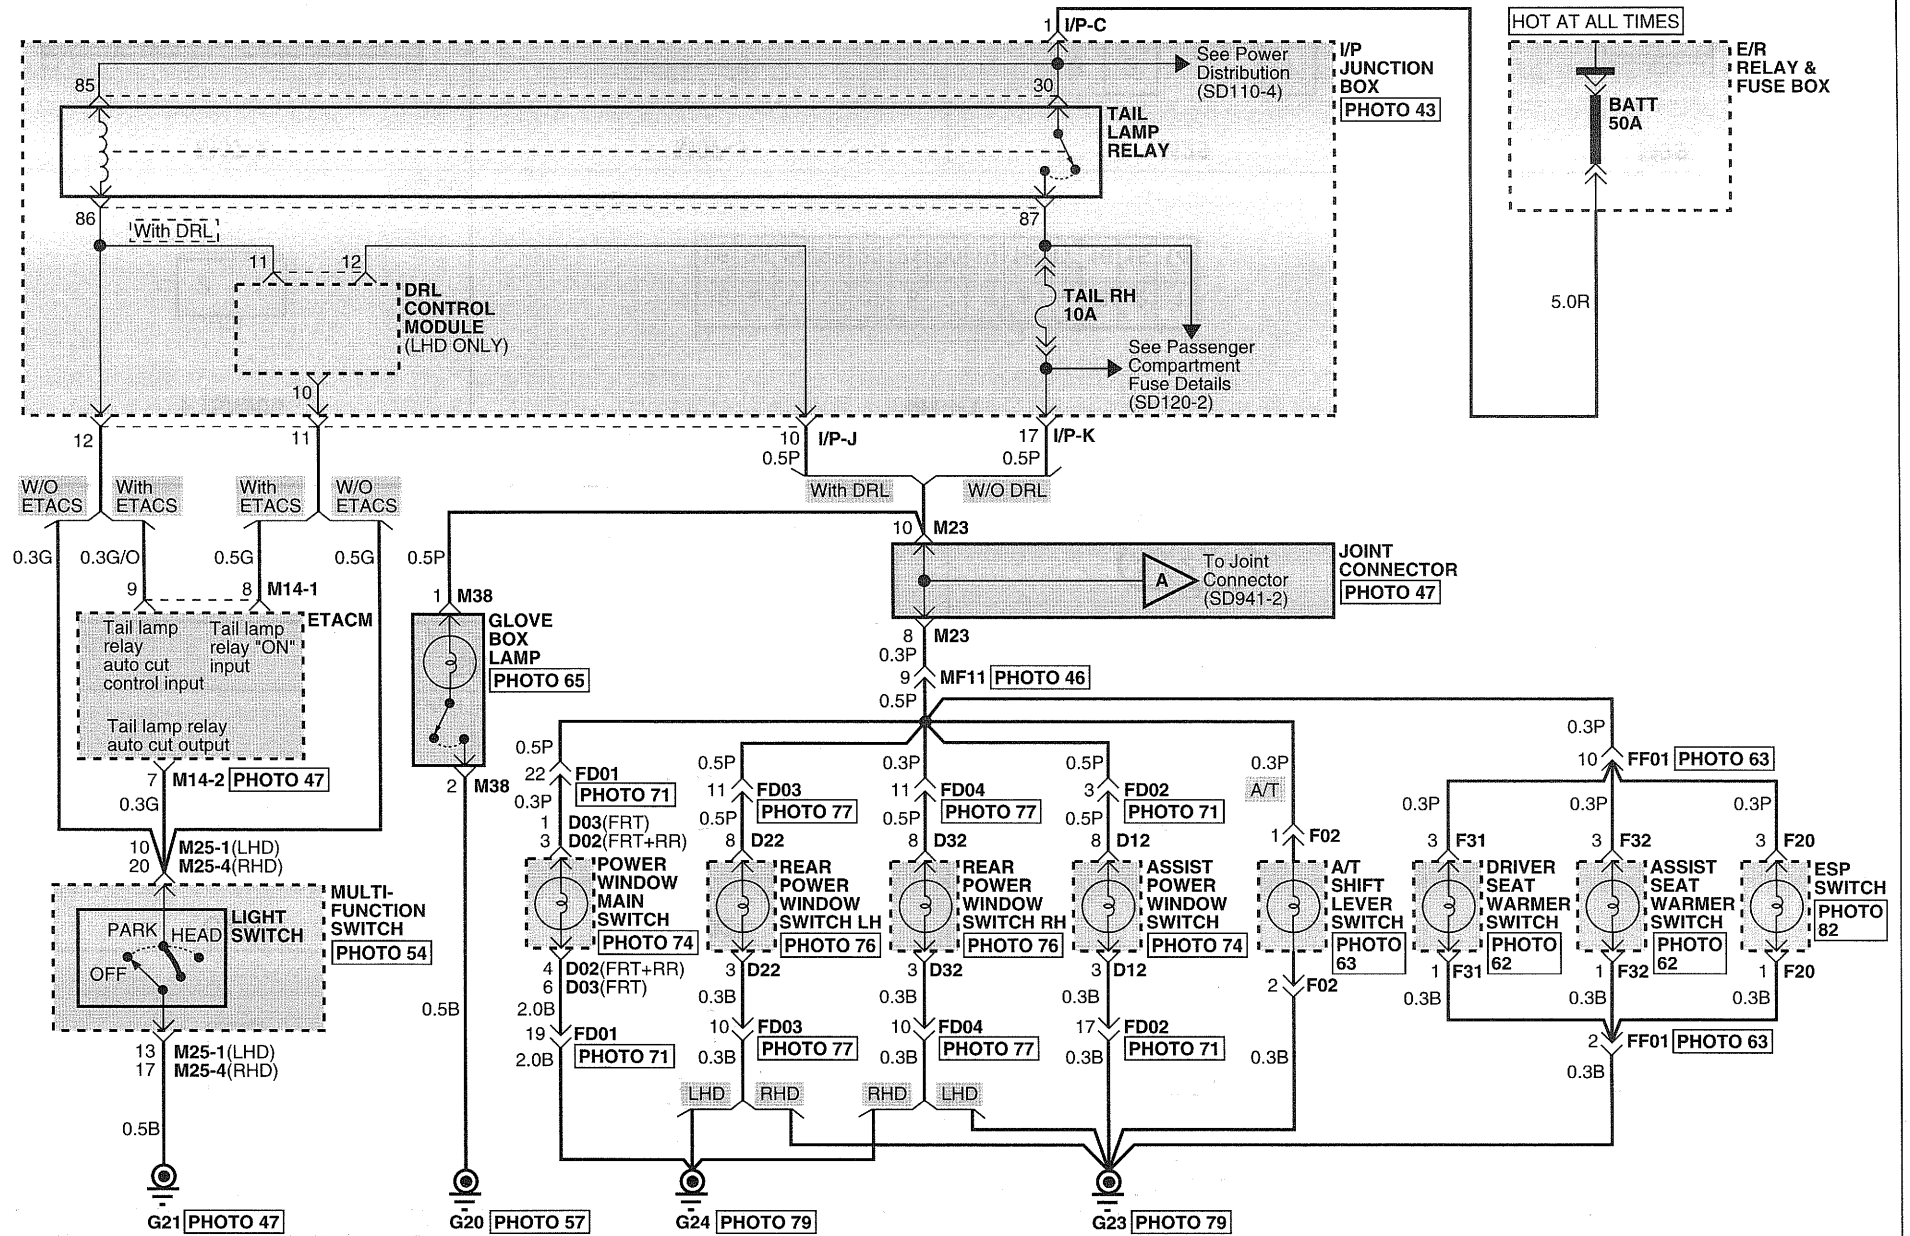 HOT AT ALL TIMES
1 I/P-C
See Power
Distribution
(SD110-4)
I/P
JUNCTION
BOX
PHOTO 43
E/R
RELAY &
FUSE BOX
BATT
50A
85
30
TAIL
LAMP
RELAY
86
87
With DRL
11
12
DRL
CONTROL
MODULE
(LHD ONLY)
TAIL RH
10A
5.0R
See Passenger
Compartment
Fuse Details
(SD120-2)
10
12
11
10 I/P-J
17 I/P-K
0.5P
0.5P
W/O
ETACS
With
ETACS
With
ETACS
W/O
ETACS
With DRL
W/O DRL
10 M23
0.3G
0.3G/O
0.5G
0.5G
0.5P
JOINT
CONNECTOR
PHOTO 47
A
To Joint
Connector
(SD941-2)
9
8 M14-1
1 M38
ETACM
Tail lamp
relay
auto cut
control input
Tail lamp
relay "ON"
input
Tail lamp relay
auto cut output
GLOVE
BOX
LAMP
PHOTO 65
8 M23
0.3P
9 MF11 PHOTO 46
0.5P
7 M14-2 PHOTO 47
0.3G
2 M38
0.5P
22 FD01
PHOTO 71
0.3P
1 D03(FRT)
3 D02(FRT+RR)
0.5P
11 FD03
PHOTO 77
0.5P
8 D22
0.3P
11 FD04
PHOTO 77
0.5P
8 D32
0.5P
3 FD02
PHOTO 71
0.5P
8 D12
0.3P
A/T
1 F02
0.3P
10 FF01 PHOTO 63
0.3P
0.3P
0.3P
3 F31
3 F32
3 F20
10 M25-1(LHD)
20 M25-4(RHD)
MULTI-
FUNCTION
SWITCH
PHOTO 54
LIGHT
SWITCH
PARK
HEAD
OFF
POWER
WINDOW
MAIN
SWITCH
PHOTO 74
REAR
POWER
WINDOW
SWITCH LH
PHOTO 76
REAR
POWER
WINDOW
SWITCH RH
PHOTO 76
ASSIST
POWER
WINDOW
SWITCH
PHOTO 74
A/T
SHIFT
LEVER
SWITCH
PHOTO
63
DRIVER
SEAT
WARMER
SWITCH
PHOTO
62
ASSIST
SEAT
WARMER
SWITCH
PHOTO
62
ESP
SWITCH
PHOTO
82
4 D02(FRT+RR)
6 D03(FRT)
2.0B
19 FD01
PHOTO 71
2.0B
3 D22
0.3B
10 FD03
PHOTO 77
0.3B
3 D32
0.3B
10 FD04
PHOTO 77
0.3B
3 D12
0.3B
17 FD02
PHOTO 71
0.3B
2 F02
0.3B
1 F31
1 F32
1 F20
0.3B
0.3B
0.3B
2 FF01 PHOTO 63
0.3B
0.5B
13 M25-1(LHD)
17 M25-4(RHD)
0.5B
LHD
RHD
RHD
LHD
G21 PHOTO 47
G20 PHOTO 57
G24 PHOTO 79
G23 PHOTO 79